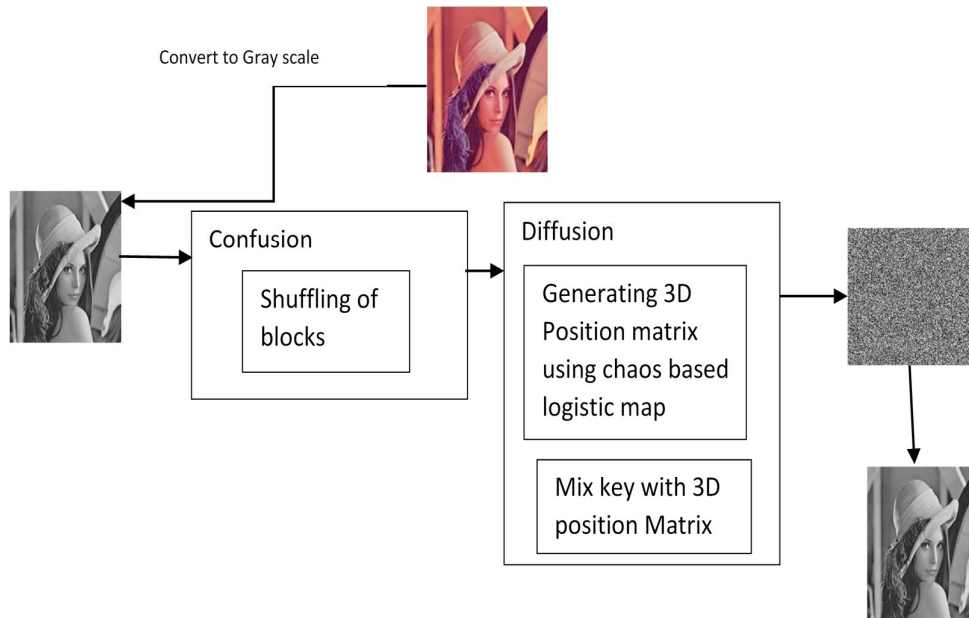 Convert to Gray scale
Confusion
Shuffling of
blocks
Diffusion
Generating 3D
Position matrix
using chaos based
logistic map
Mix key with 3D
position Matrix